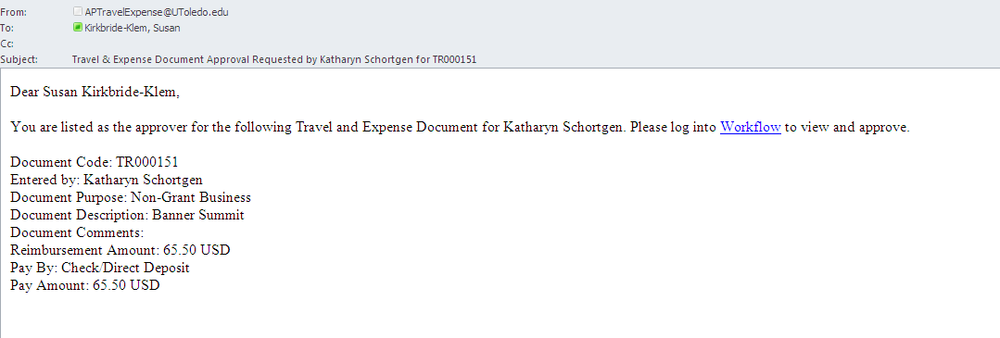 From: APTravelExpense@UToledo.edu
To: Kirkbride-Klem, Susan
Cc:
Subject: Travel & Expense Document Approval Requested by Katharyn Schortgen for TR000151
Dear Susan Kirkbride-Klem,
You are listed as the approver for the following Travel and Expense Document for Katharyn Schortgen. Please log into Workflow to view and approve.
Document Code: TR000151
Entered by: Katharyn Schortgen
Document Purpose: Non-Grant Business
Document Description: Banner Summit
Document Comments:
Reimbursement Amount: 65.50 USD
Pay By: Check/Direct Deposit
Pay Amount: 65.50 USD